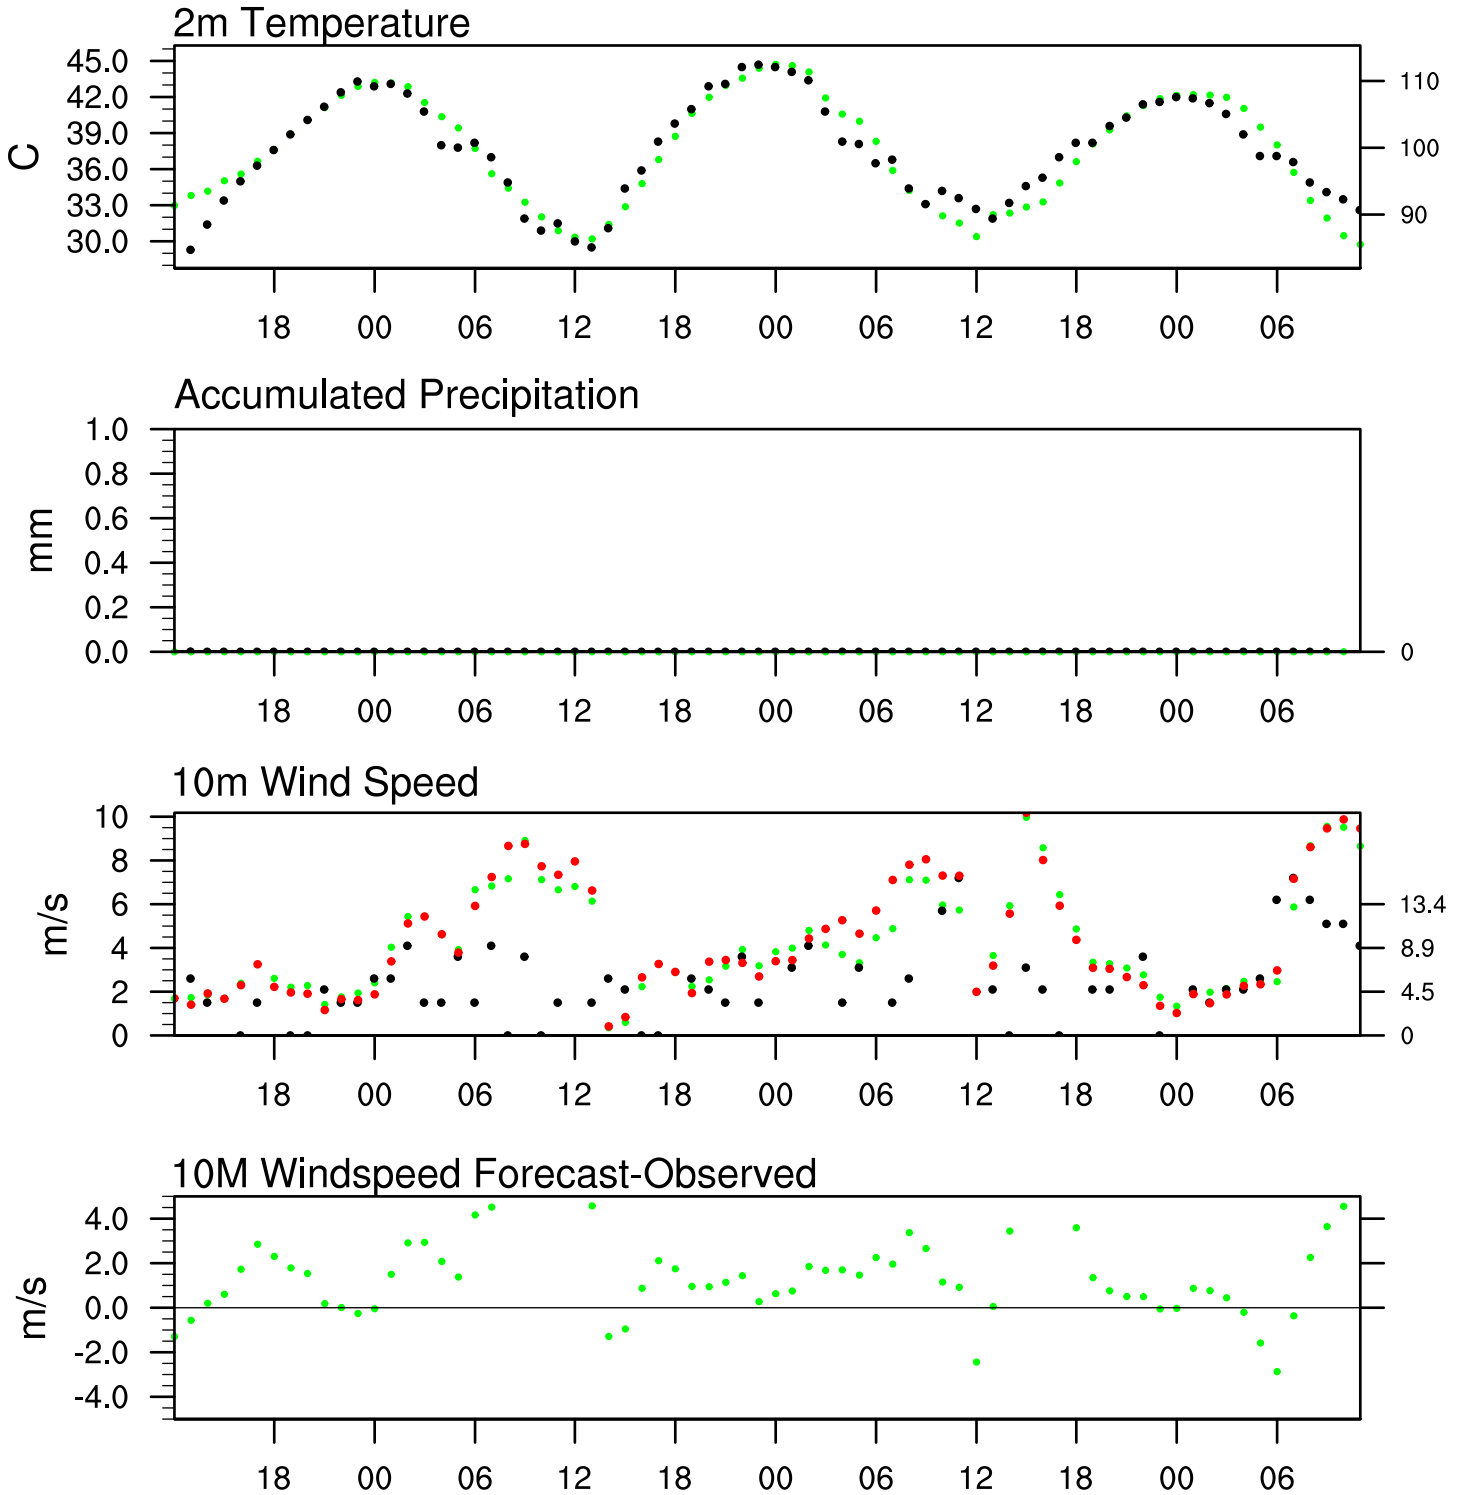 2m Temperature
45.0
42.0
39.0
36.0
33.0
30.0
C
110
100
90
18 00 06 12 18 00 06 12 18 00 06
Accumulated Precipitation
1.0
0.8
0.6
0.4
0.2
0.0
mm
0
18 00 06 12 18 00 06 12 18 00 06
10m Wind Speed
10
8
6
4
2
0
m/s
13.4
8.9
4.5
0
18 00 06 12 18 00 06 12 18 00 06
10M Windspeed Forecast-Observed
4.0
2.0
0.0
-2.0
-4.0
m/s
18 00 06 12 18 00 06 12 18 00 06